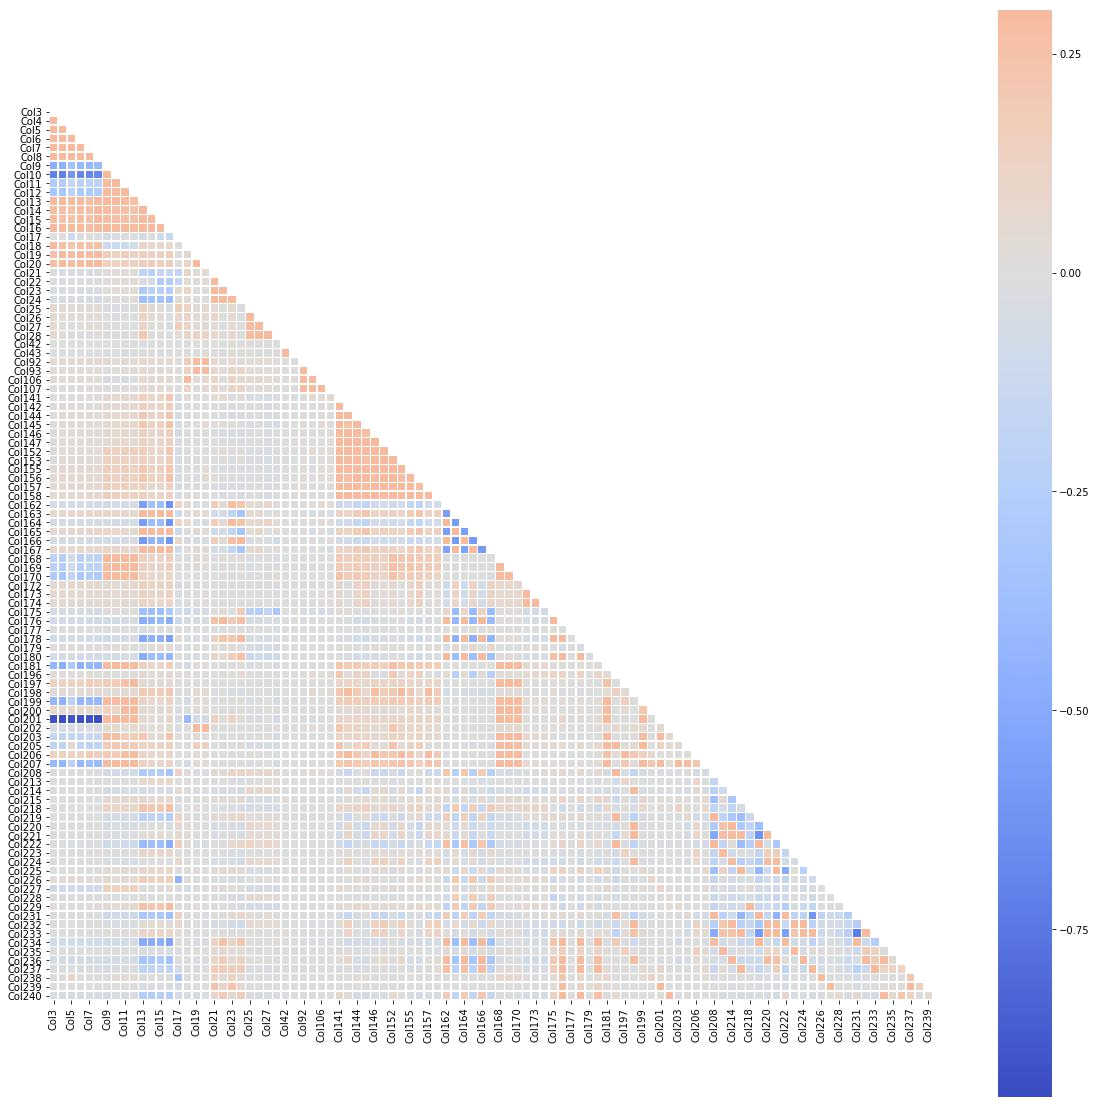 Col3
Col4
Col5
Col6
Col7
Col8
Col9
Col10
Col11
Col12
Col13
Col14
Col15
Col16
Col17
Col18
Col19
Col20
Col21
Col22
Col23
Col24
Col25
Col26
Col27
Col28
Col42
Col43
Col92
Col93
Col106
Col107
Col141
Col142
Col144
Col145
Col146
Col147
Col152
Col153
Col155
Col156
Col157
Col158
Col162
Col163
Col164
Col165
Col166
Col167
Col168
Col169
Col170
Col172
Col173
Col174
Col175
Col176
Col177
Col178
Col179
Col180
Col181
Col196
Col197
Col198
Col199
Col200
Col201
Col202
Col203
Col205
Col206
Col207
Col208
Col213
Col214
Col215
Col218
Col219
Col220
Col221
Col222
Col223
Col224
Col225
Col226
Col227
Col228
Col229
Col231
Col232
Col233
Col234
Col235
Col236
Col237
Col238
Col239
Col240
Col3 Col5 Col7 Col9 Col11 Col13 Col15 Col17 Col19 Col21 Col23 Col25 Col27 Col42 Col92 Col106 Col141 Col144 Col146 Col152 Col155 Col157 Col162 Col164 Col166 Col168 Col170 Col173 Col175 Col177 Col179 Col181 Col197 Col199 Col201 Col203 Col206 Col208 Col214 Col218 Col220 Col222 Col224 Col226 Col228 Col231 Col233 Col235 Col237 Col239
0.25
0.00
−0.25
−0.50
−0.75